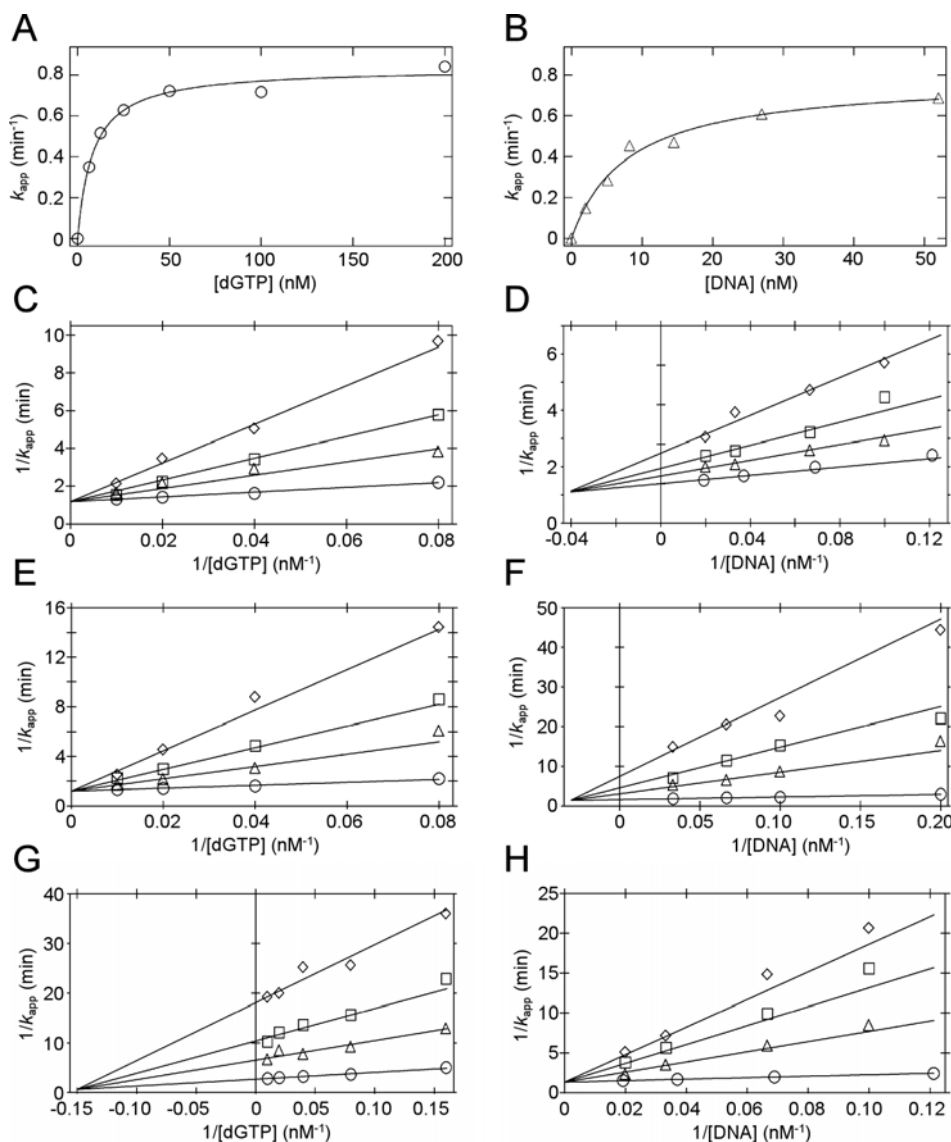 A
B
0.8
0.6
0.4
0.2
0
k_app (min⁻¹)
0 50 100 150 200
[dGTP] (nM)
0.8
0.6
0.4
0.2
0
k_app (min⁻¹)
0 10 20 30 40 50
[DNA] (nM)
C
D
10
8
6
4
2
0
1/k_app (min)
0 0.02 0.04 0.06 0.08
1/[dGTP] (nM⁻¹)
6
4
2
0
1/k_app (min)
-0.04 0 0.04 0.08 0.12
1/[DNA] (nM⁻¹)
E
F
16
12
8
4
0
1/k_app (min)
0 0.02 0.04 0.06 0.08
1/[dGTP] (nM⁻¹)
50
40
30
20
10
0
1/k_app (min)
0 0.05 0.10 0.15 0.20
1/[DNA] (nM⁻¹)
G
H
40
30
20
10
0
1/k_app (min)
-0.15 -0.10 -0.05 0 0.05 0.10 0.15
1/[dGTP] (nM⁻¹)
25
20
15
10
5
0
1/k_app (min)
0 0.02 0.04 0.06 0.08 0.10 0.12
1/[DNA] (nM⁻¹)